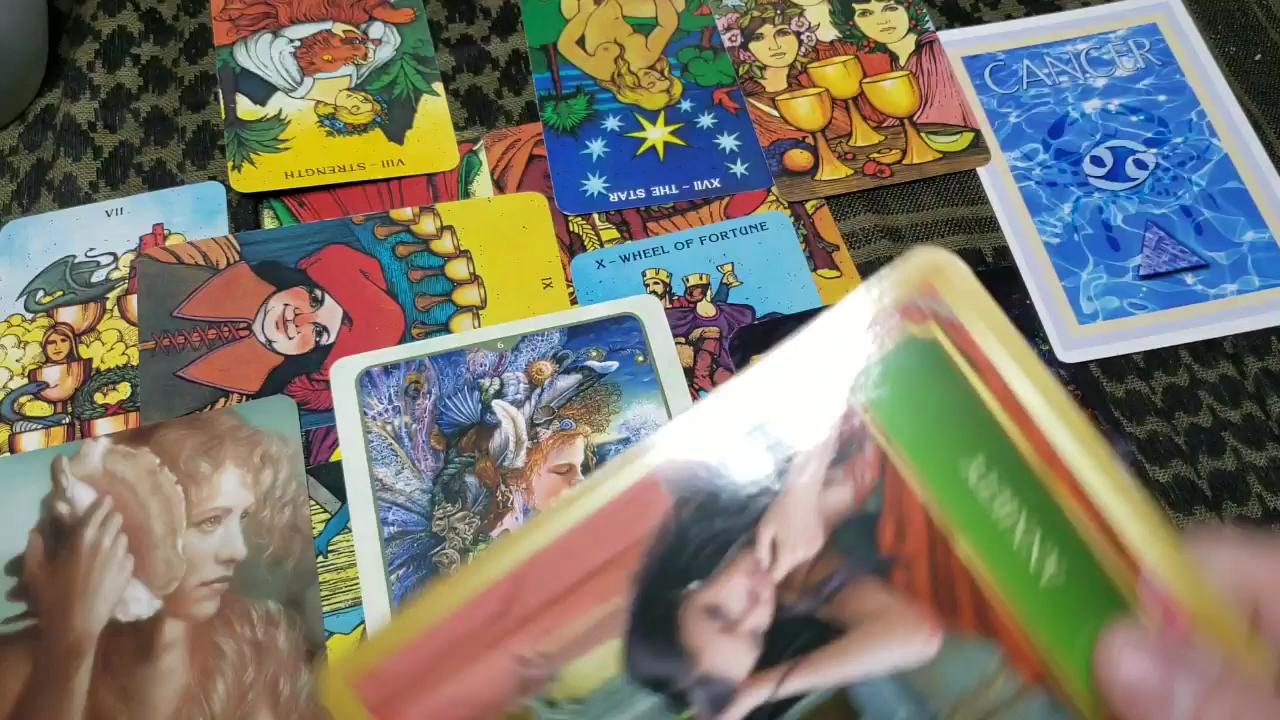 VIII – STRENGTH
XVII – THE STAR
CANCER
VII
IX
X – WHEEL OF FORTUNE
6